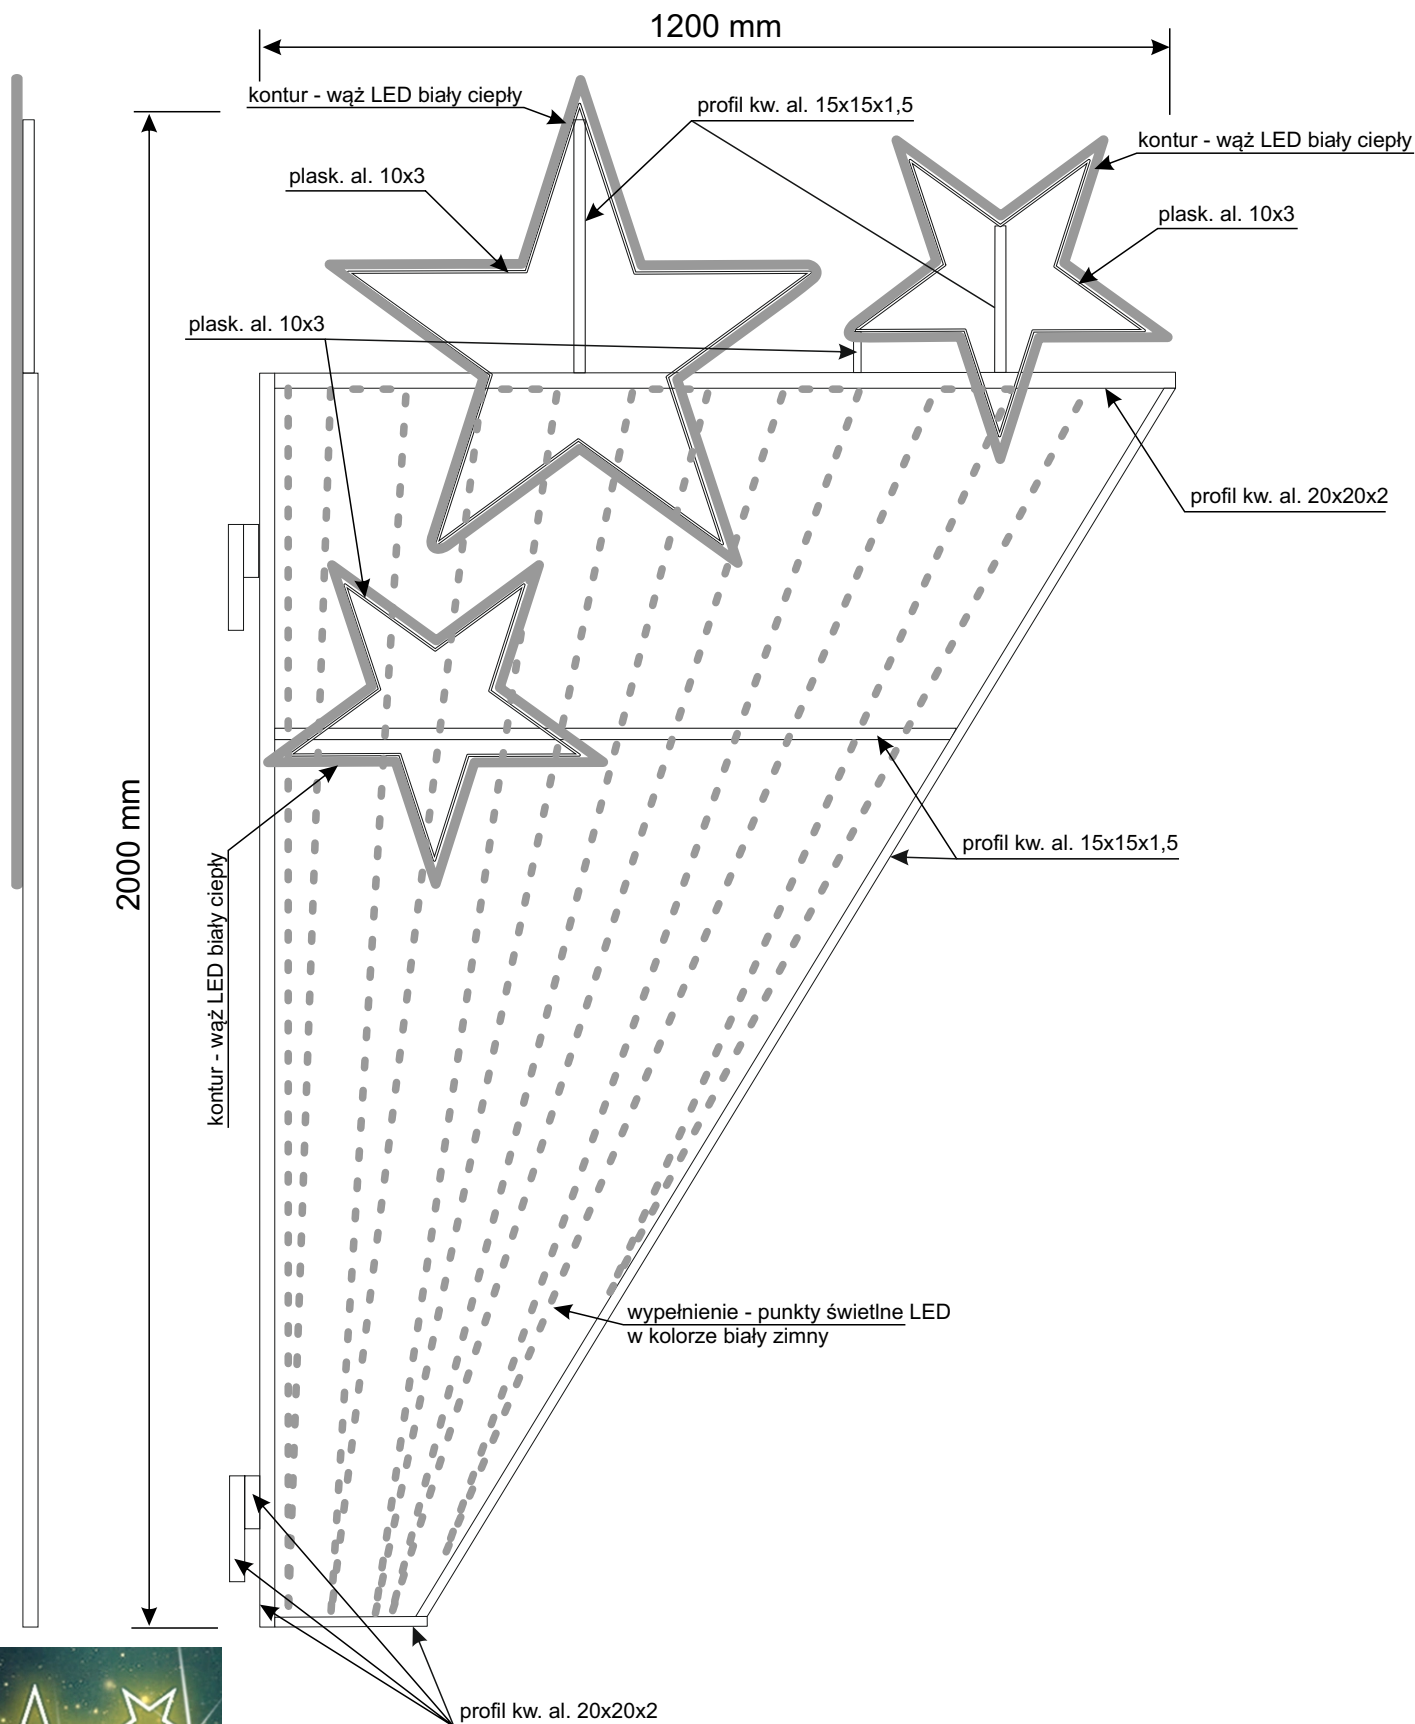 1200 mm
kontur - wąż LED biały ciepły
profil kw. al. 15x15x1,5
kontur - wąż LED biały ciepły
plask. al. 10x3
plask. al. 10x3
plask. al. 10x3
profil kw. al. 20x20x2
2000 mm
profil kw. al. 15x15x1,5
kontur - wąż LED biały ciepły
wypełnienie - punkty świetlne LED
w kolorze biały zimny
profil kw. al. 20x20x2